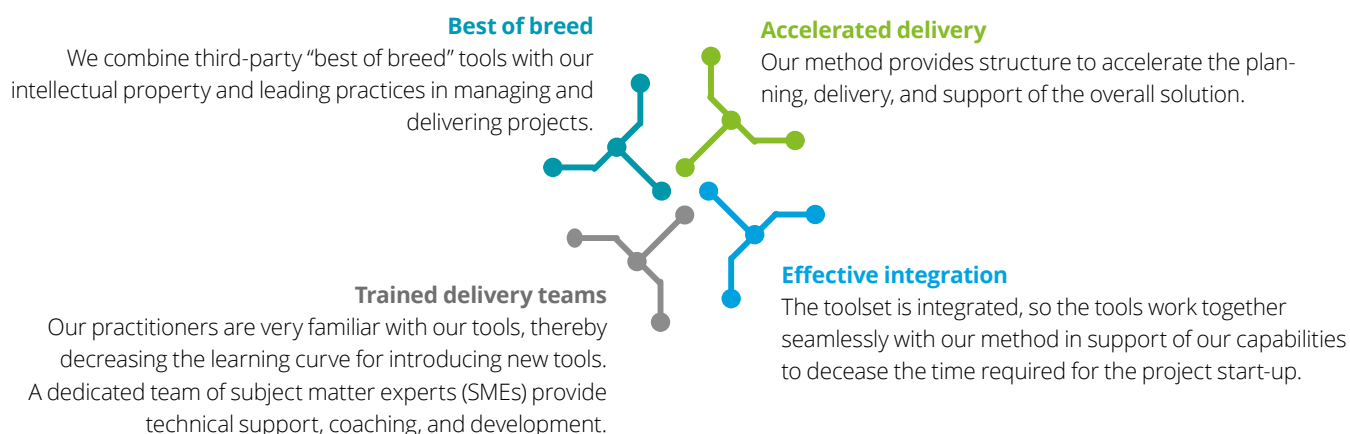 Best of breed
We combine third-party “best of breed” tools with our
intellectual property and leading practices in managing and
delivering projects.
Accelerated delivery
Our method provides structure to accelerate the plan-
ning, delivery, and support of the overall solution.
Trained delivery teams
Our practitioners are very familiar with our tools, thereby
decreasing the learning curve for introducing new tools.
A dedicated team of subject matter experts (SMEs) provide
technical support, coaching, and development.
Effective integration
The toolset is integrated, so the tools work together
seamlessly with our method in support of our capabilities
to decease the time required for the project start-up.